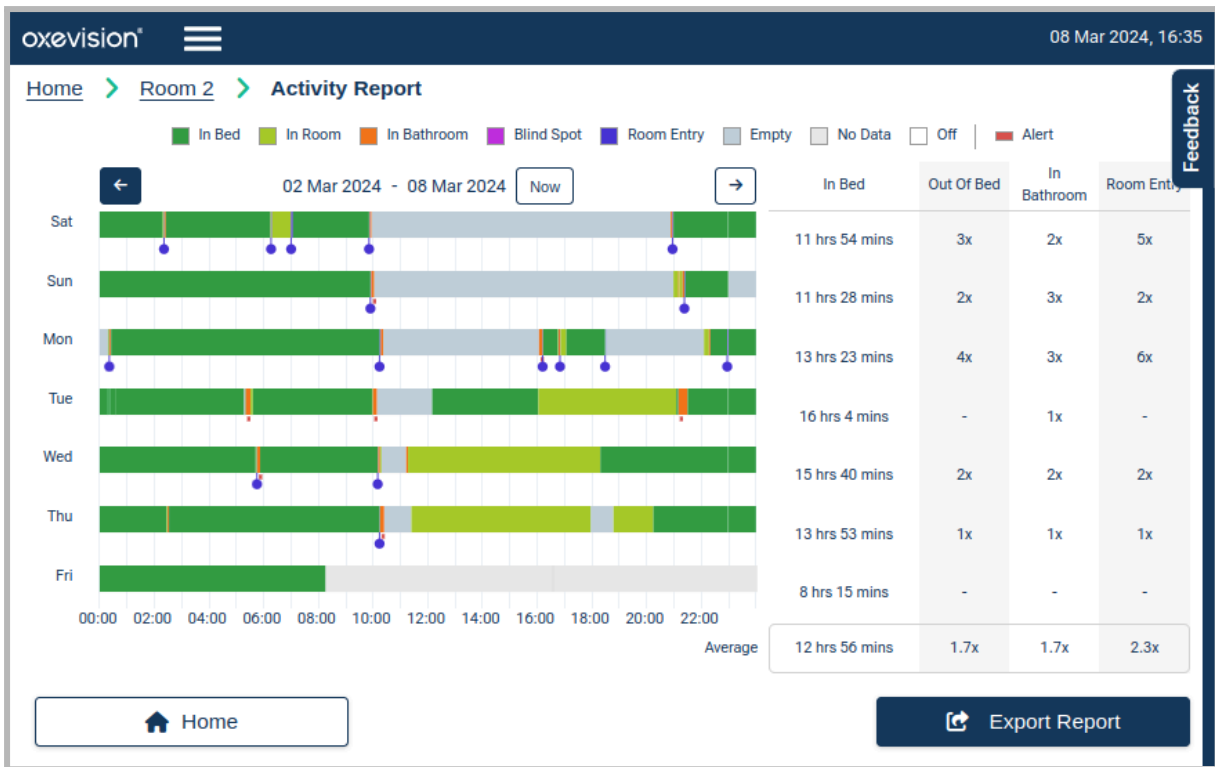 oxevision®
08 Mar 2024, 16:35
Home Room 2 Activity Report
Feedback
In Bed In Room In Bathroom Blind Spot Room Entry Empty No Data Off Alert
02 Mar 2024 - 08 Mar 2024 Now
In Bed Out Of Bed In Bathroom Room Entry
Sat 11 hrs 54 mins 3x 2x 5x
Sun 11 hrs 28 mins 2x 3x 2x
Mon 13 hrs 23 mins 4x 3x 6x
Tue 16 hrs 4 mins - 1x -
Wed 15 hrs 40 mins 2x 2x 2x
Thu 13 hrs 53 mins 1x 1x 1x
Fri 8 hrs 15 mins - - -
00:00 02:00 04:00 06:00 08:00 10:00 12:00 14:00 16:00 18:00 20:00 22:00
Average 12 hrs 56 mins 1.7x 1.7x 2.3x
Home
Export Report